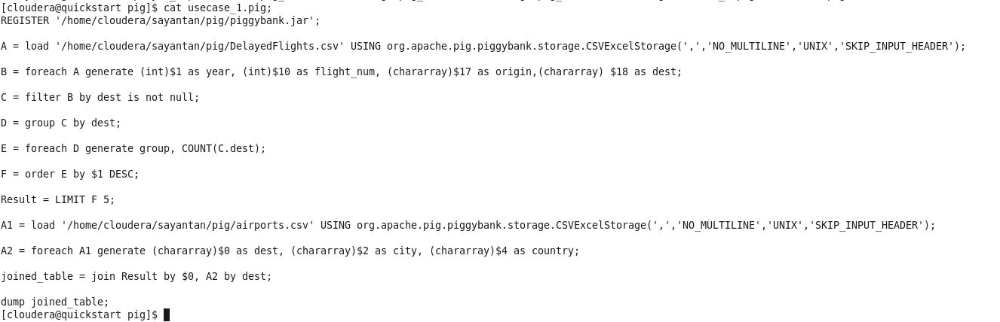 [cloudera@quickstart pig]$ cat usecase_1.pig;
REGISTER '/home/cloudera/sayantan/pig/piggybank.jar';
A = load '/home/cloudera/sayantan/pig/DelayedFlights.csv' USING org.apache.pig.piggybank.storage.CSVExcelStorage(',','NO_MULTILINE','UNIX','SKIP_INPUT_HEADER');
B = foreach A generate (int)$1 as year, (int)$10 as flight_num, (chararray)$17 as origin,(chararray) $18 as dest;
C = filter B by dest is not null;
D = group C by dest;
E = foreach D generate group, COUNT(C.dest);
F = order E by $1 DESC;
Result = LIMIT F 5;
A1 = load '/home/cloudera/sayantan/pig/airports.csv' USING org.apache.pig.piggybank.storage.CSVExcelStorage(',','NO_MULTILINE','UNIX','SKIP_INPUT_HEADER');
A2 = foreach A1 generate (chararray)$0 as dest, (chararray)$2 as city, (chararray)$4 as country;
joined_table = join Result by $0, A2 by dest;
dump joined_table;
[cloudera@quickstart pig]$